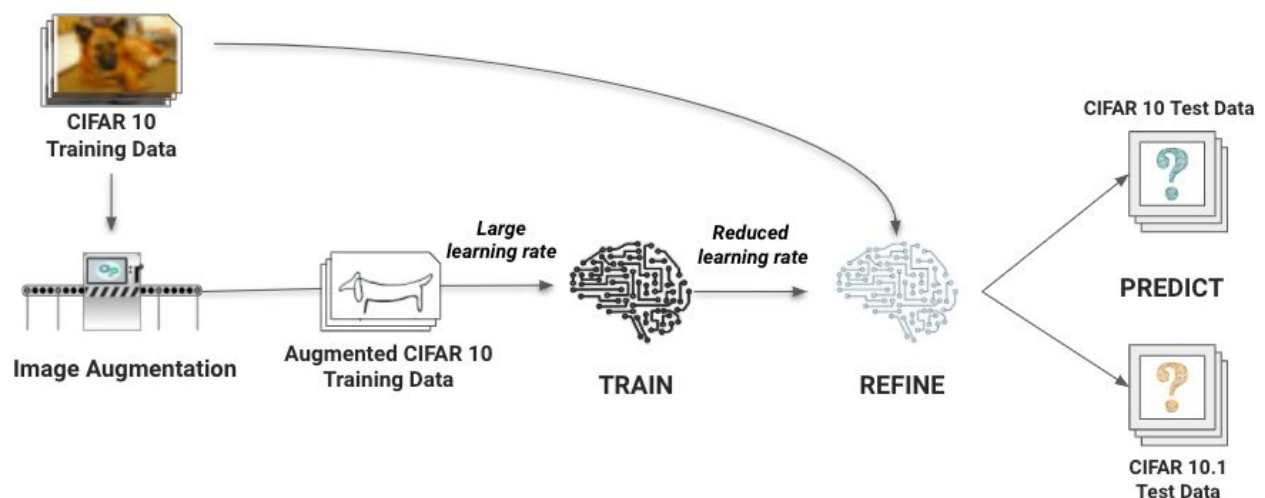 CIFAR 10
Training Data
Image Augmentation
Augmented CIFAR 10
Training Data
Large
learning rate
TRAIN
Reduced
learning rate
REFINE
CIFAR 10 Test Data
?
PREDICT
?
CIFAR 10.1
Test Data